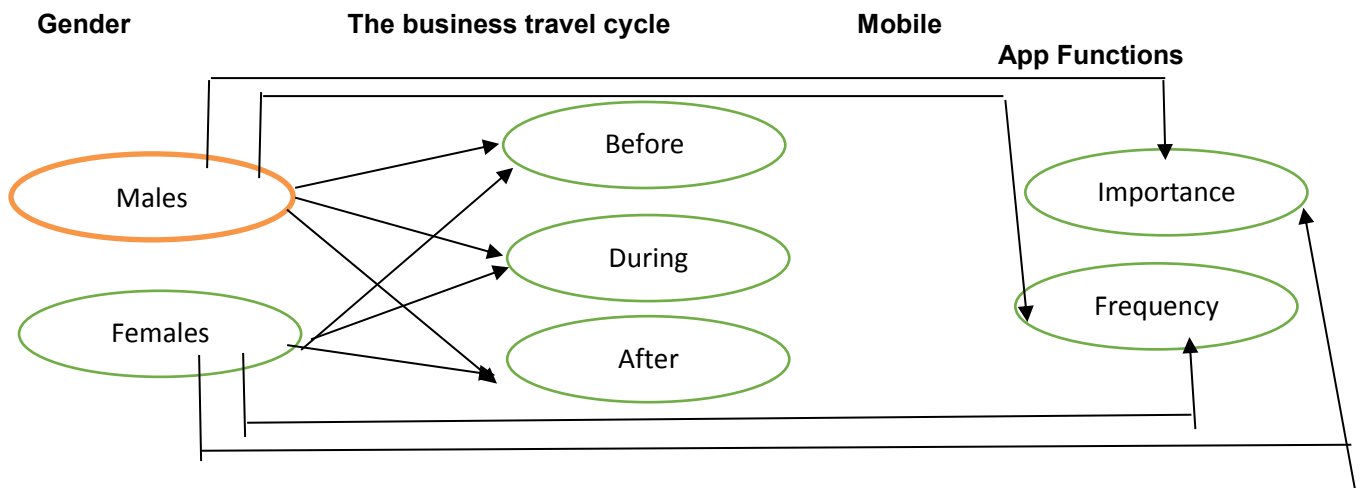 Gender The business travel cycle Mobile
App Functions
Before
Males
Importance
During
Females
Frequency
After